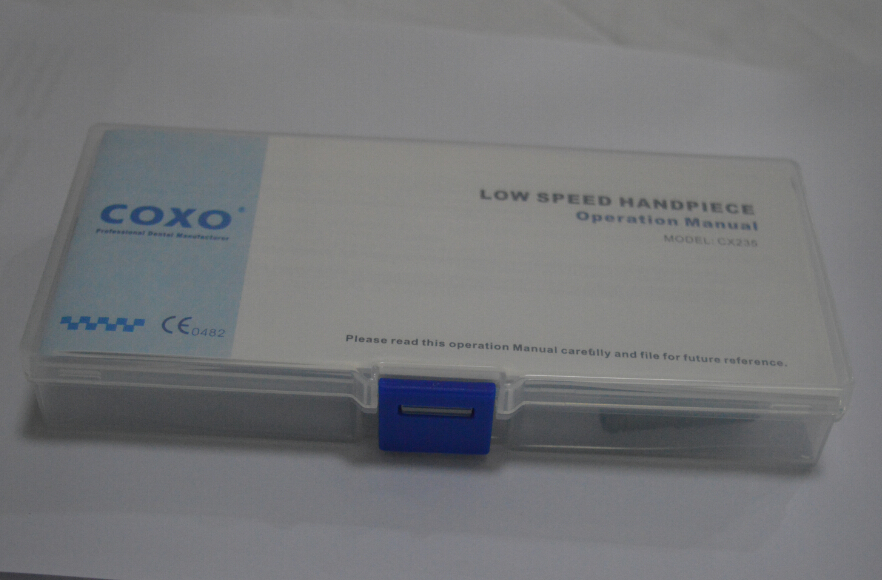 COXO®
Professional Dental Manufacturer
CE0482
LOW SPEED HANDPIECE
Operation Manual
MODEL: CX235
Please read this operation Manual carefully and file for future reference.